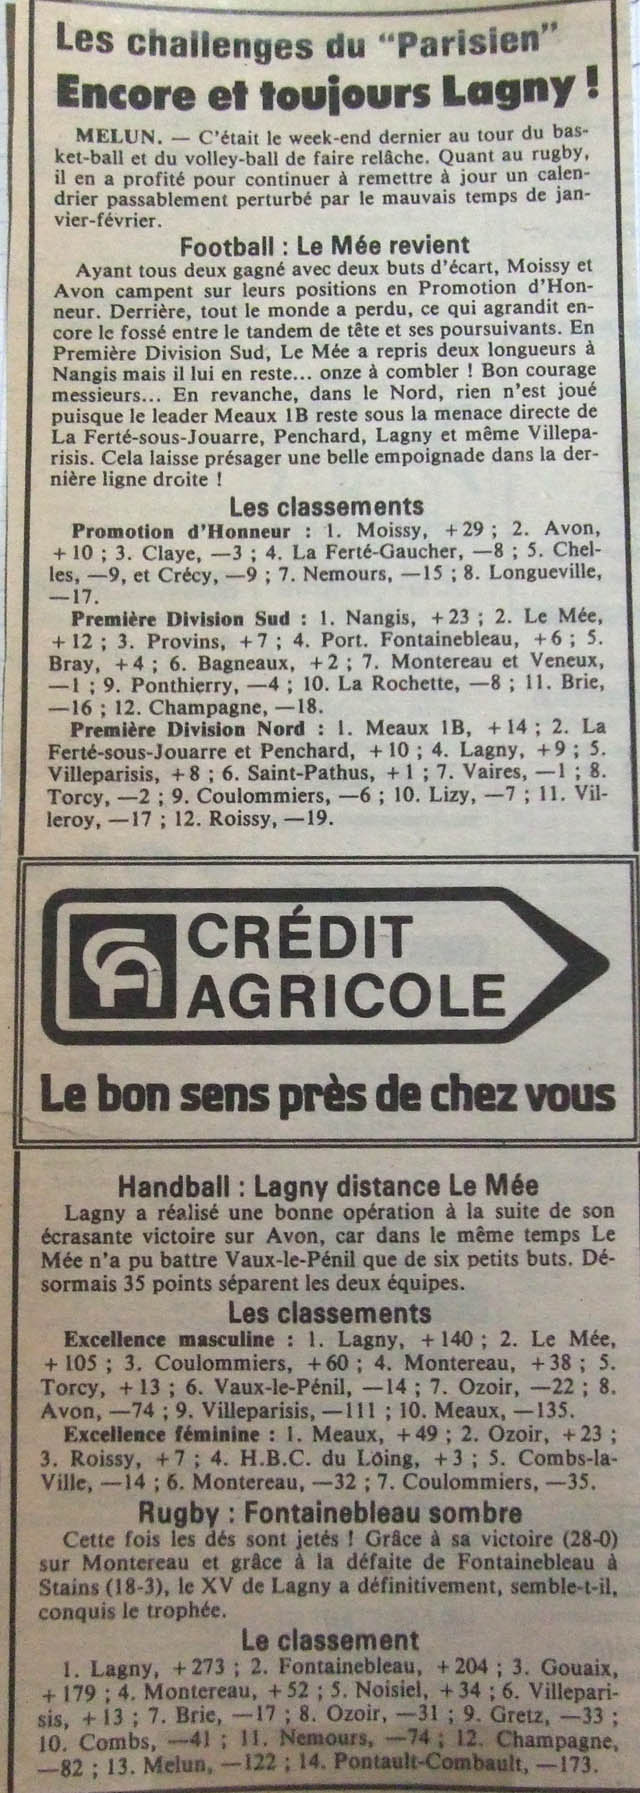 Les challenges du "Parisien"
Encore et toujours Lagny !
MELUN. — C'était le week-end dernier au tour du bas-
ket-ball et du volley-ball de faire relâche. Quant au rugby,
il en a profité pour continuer à remettre à jour un calen-
drier passablement perturbé par le mauvais temps de jan-
vier-février.
Football : Le Mée revient
Ayant tous deux gagné avec deux buts d'écart, Moissy et
Avon campent sur leurs positions en Promotion d'Hon-
neur. Derrière, tout le monde a perdu, ce qui agrandit en-
core le fossé entre le tandem de tête et ses poursuivants. En
Première Division Sud, Le Mée a repris deux longueurs à
Nangis mais il lui en reste... onze à combler ! Bon courage
messieurs... En revanche, dans le Nord, rien n'est joué
puisque le leader Meaux 1B reste sous la menace directe de
La Ferté-sous-Jouarre, Penchard, Lagny et même Villepa-
risis. Cela laisse présager une belle empoignade dans la der-
nière ligne droite !
Les classements
Promotion d'Honneur : 1. Moissy, +29 ; 2. Avon,
+10 ; 3. Claye, —3 ; 4. La Ferté-Gaucher, —8 ; 5. Chel-
les, —9, et Crécy, —9 ; 7. Nemours, —15 ; 8. Longueville,
—17.
Première Division Sud : 1. Nangis, +23 ; 2. Le Mée,
+12 ; 3. Provins, +7 ; 4. Port. Fontainebleau, +6 ; 5.
Bray, +4 ; 6. Bagneaux, +2 ; 7. Montereau et Veneux,
—1 ; 9. Ponthierry, —4 ; 10. La Rochette, —8 ; 11. Brie,
—16 ; 12. Champagne, —18.
Première Division Nord : 1. Meaux 1B, +14 ; 2. La
Ferté-sous-Jouarre et Penchard, +10 ; 4. Lagny, +9 ; 5.
Villeparisis, +8 ; 6. Saint-Pathus, +1 ; 7. Vaires, —1 ; 8.
Torcy, —2 ; 9. Coulommiers, —6 ; 10. Lizy, —7 ; 11. Vil-
leroy, —17 ; 12. Roissy, —19.
CA
CRÉDIT
AGRICOLE
Le bon sens près de chez vous
Handball : Lagny distance Le Mée
Lagny a réalisé une bonne opération à la suite de son
écrasante victoire sur Avon, car dans le même temps Le
Mée n'a pu battre Vaux-le-Pénil que de six petits buts. Dé-
sormais 35 points séparent les deux équipes.
Les classements
Excellence masculine : 1. Lagny, +140 ; 2. Le Mée,
+105 ; 3. Coulommiers, +60 ; 4. Montereau, +38 ; 5.
Torcy, +13 ; 6. Vaux-le-Pénil, —14 ; 7. Ozoir, —22 ; 8.
Avon, —74 ; 9. Villeparisis, —111 ; 10. Meaux, —135.
Excellence féminine : 1. Meaux, +49 ; 2. Ozoir, +23 ;
3. Roissy, +7 ; 4. H.B.C. du Loing, +3 ; 5. Combs-la-
Ville, —14 ; 6. Montereau, —32 ; 7. Coulommiers, —35.
Rugby : Fontainebleau sombre
Cette fois les dés sont jetés ! Grâce à sa victoire (28-0)
sur Montereau et grâce à la défaite de Fontainebleau à
Stains (18-3), le XV de Lagny a définitivement, semble-t-il,
conquis le trophée.
Le classement
1. Lagny, +273 ; 2. Fontainebleau, +204 ; 3. Gouaix,
+179 ; 4. Montereau, +52 ; 5. Noisiel, +34 ; 6. Villepari-
sis, +13 ; 7. Brie, —17 ; 8. Ozoir, —31 ; 9. Gretz, —33 ;
10. Combs, —41 ; 11. Nemours, —74 ; 12. Champagne,
—82 ; 13. Melun, —122 ; 14. Pontault-Combault, —173.